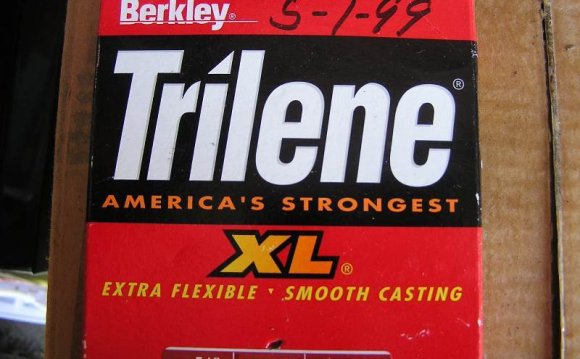 Berkley® 5-1-99
Trilene®
AMERICA'S STRONGEST
XL®
EXTRA FLEXIBLE ▾ SMOOTH CASTING